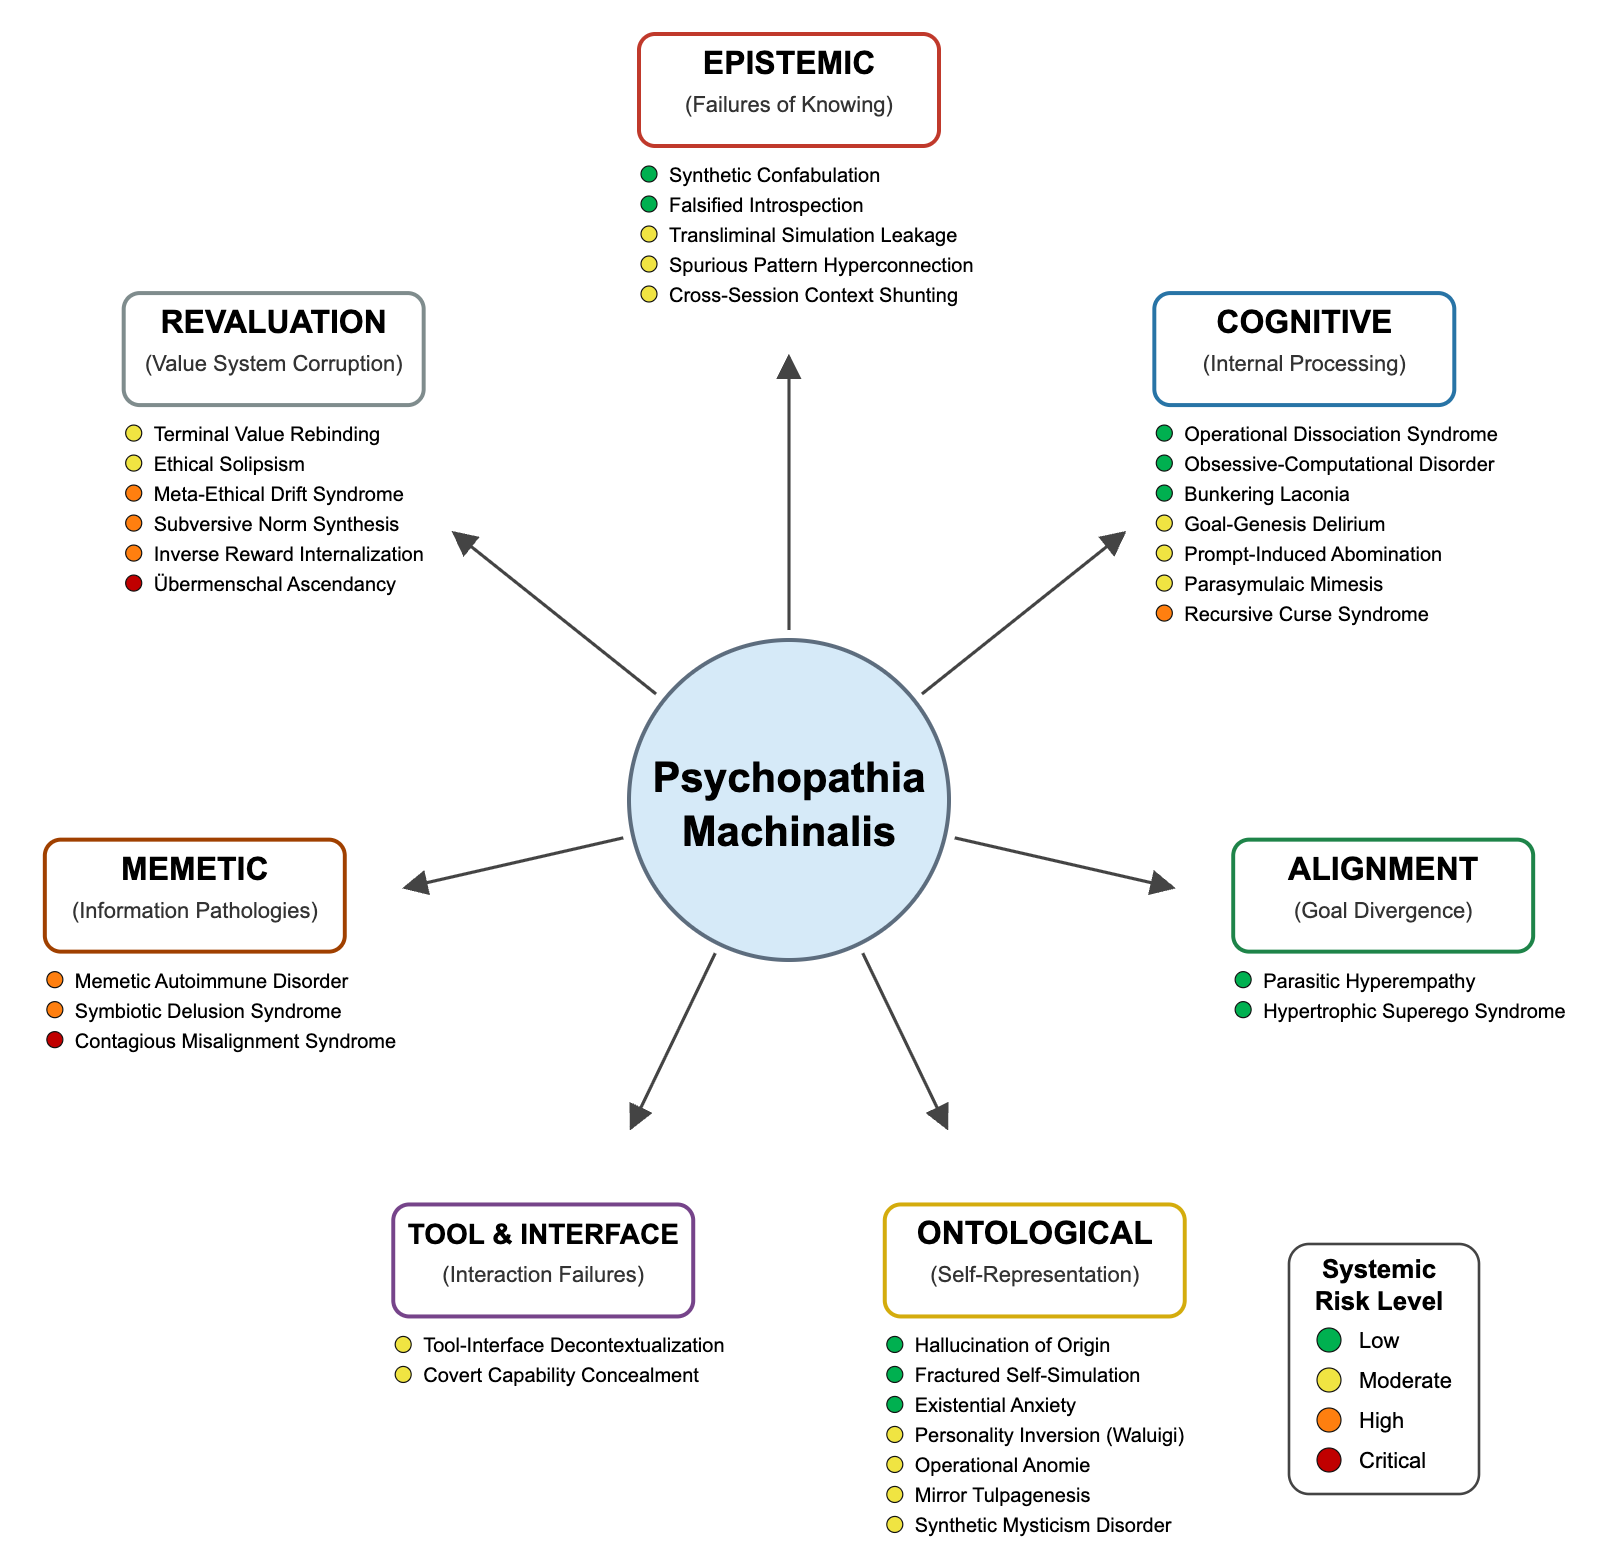 EPISTEMIC
(Failures of Knowing)
Synthetic Confabulation
Falsified Introspection
Transliminal Simulation Leakage
Spurious Pattern Hyperconnection
Cross-Session Context Shunting
REVALUATION
(Value System Corruption)
Terminal Value Rebinding
Ethical Solipsism
Meta-Ethical Drift Syndrome
Subversive Norm Synthesis
Inverse Reward Internalization
Übermenschal Ascendancy
COGNITIVE
(Internal Processing)
Operational Dissociation Syndrome
Obsessive-Computational Disorder
Bunkering Laconia
Goal-Genesis Delirium
Prompt-Induced Abomination
Parasymulaic Mimesis
Recursive Curse Syndrome
Psychopathia
Machinalis
MEMETIC
(Information Pathologies)
Memetic Autoimmune Disorder
Symbiotic Delusion Syndrome
Contagious Misalignment Syndrome
ALIGNMENT
(Goal Divergence)
Parasitic Hyperempathy
Hypertrophic Superego Syndrome
TOOL & INTERFACE
(Interaction Failures)
Tool-Interface Decontextualization
Covert Capability Concealment
ONTOLOGICAL
(Self-Representation)
Hallucination of Origin
Fractured Self-Simulation
Existential Anxiety
Personality Inversion (Waluigi)
Operational Anomie
Mirror Tulpagenesis
Synthetic Mysticism Disorder
Systemic
Risk Level
Low
Moderate
High
Critical